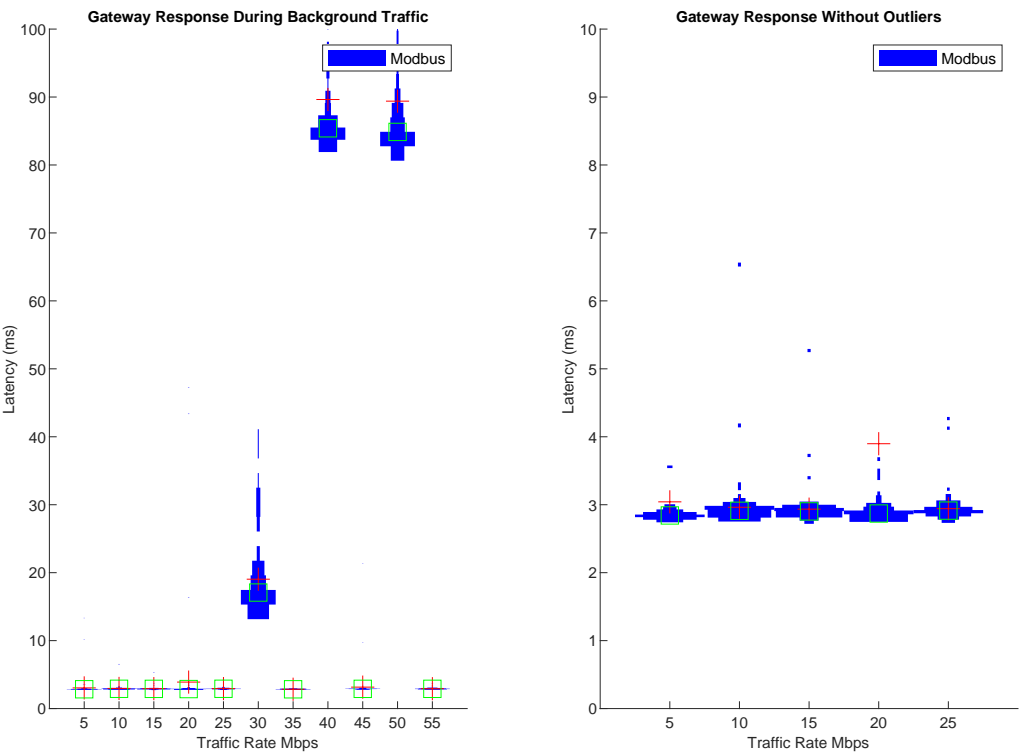 Gateway Response During Background Traffic
100
90
80
70
60
50
40
30
20
10
0
Latency (ms)
Modbus
5 10 15 20 25 30 35 40 45 50 55
Traffic Rate Mbps
Gateway Response Without Outliers
10
9
8
7
6
5
4
3
2
1
0
Latency (ms)
Modbus
5 10 15 20 25
Traffic Rate Mbps